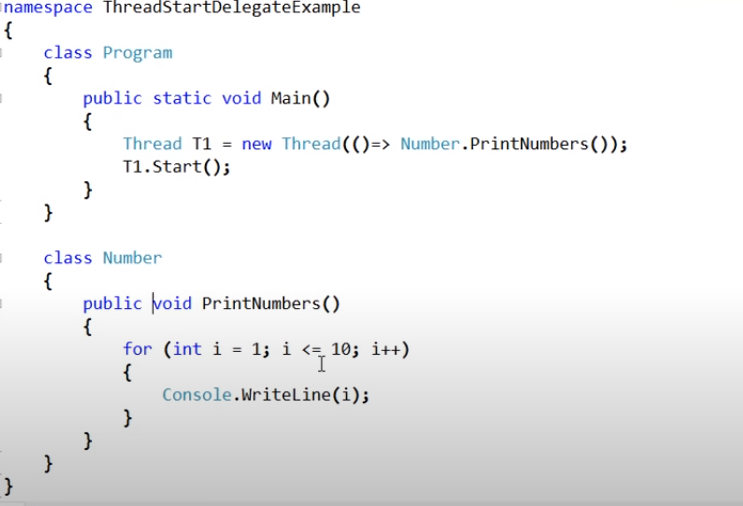 namespace ThreadStartDelegateExample
{
class Program
{
public static void Main()
{
Thread T1 = new Thread(()=> Number.PrintNumbers());
T1.Start();
}
}
class Number
{
public void PrintNumbers()
{
for (int i = 1; i <= 10; i++)
{
Console.WriteLine(i);
}
}
}
}